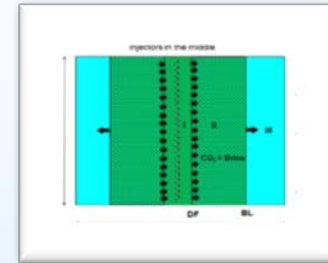 injectors in the middle
I
II
III
CO₂ + Brine
DF
BL